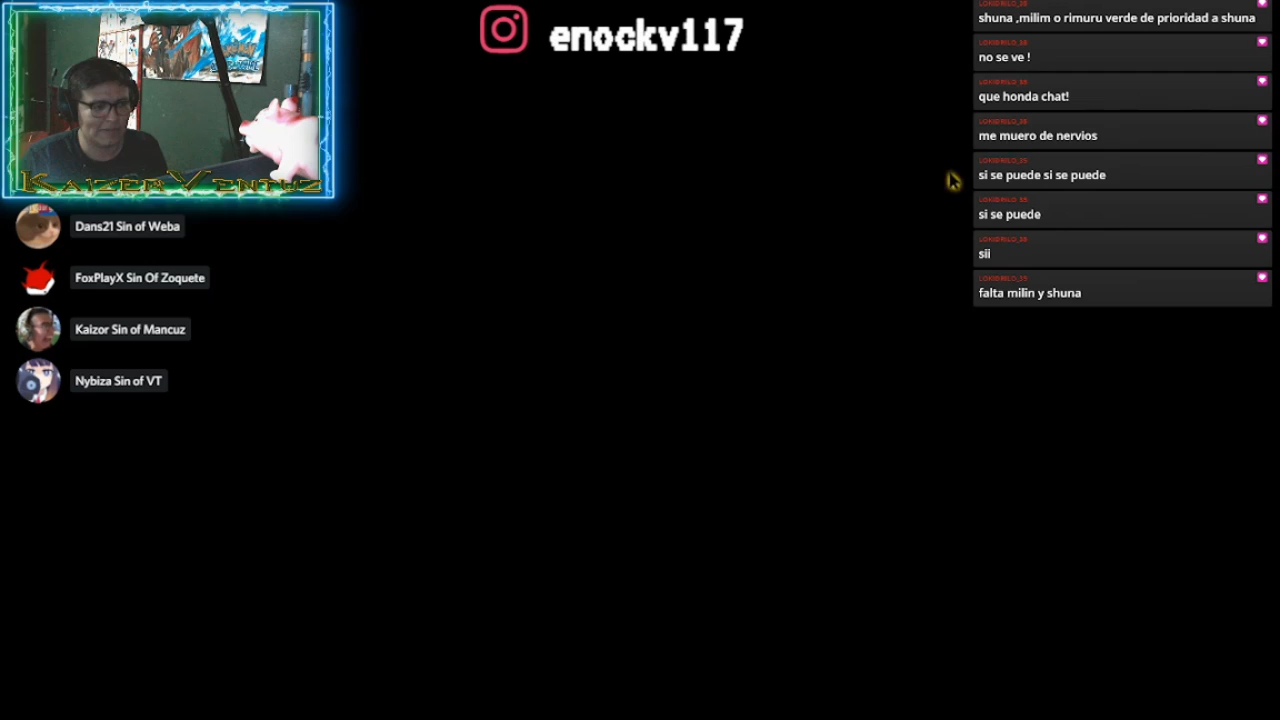 enockv117
KaizerVentuz
Dans21 Sin of Weba
FoxPlayX Sin Of Zoquete
Kaizor Sin of Mancuz
Nybiza Sin of VT
shuna ,milim o rimuru verde de prioridad a shuna
no se ve !
que honda chat!
me muero de nervios
si se puede si se puede
si se puede
sii
falta milin y shuna